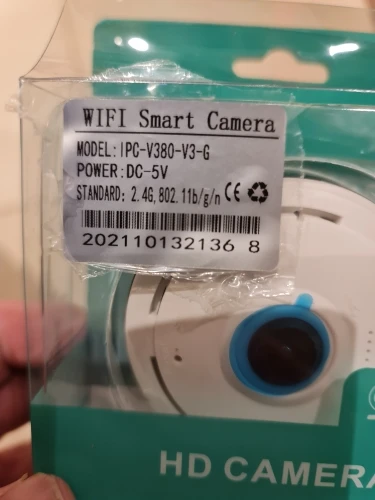 WIFI Smart Camera
MODEL:IPC-V380-V3-G
POWER:DC-5V
STANDARD: 2.4G,802.11b/g/n CE
202110132136 8
HD CAMERA